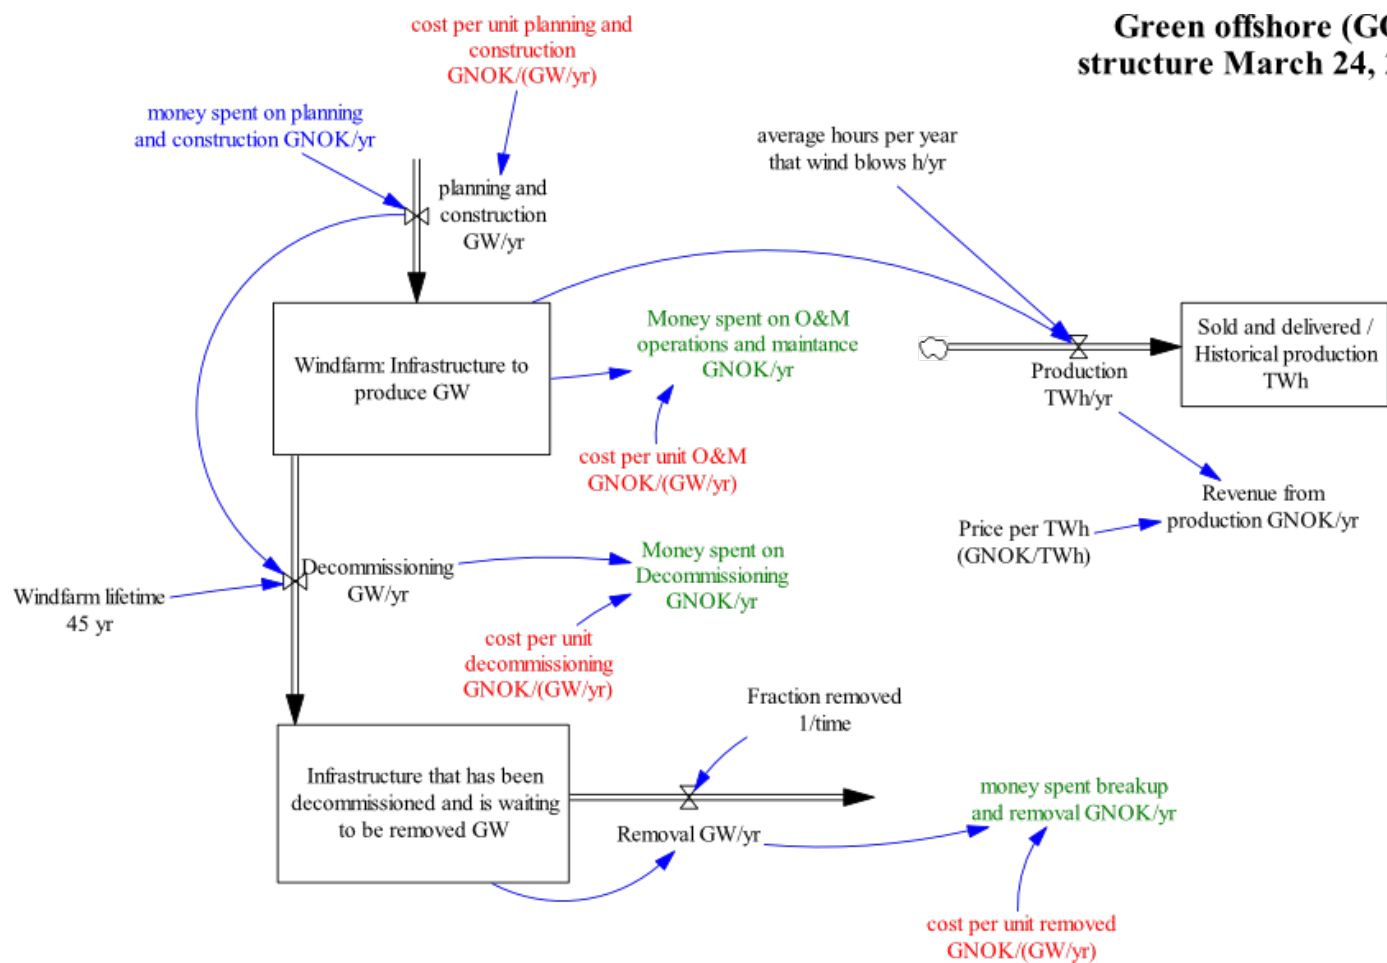 Green offshore (GO
structure March 24, 2
cost per unit planning and
construction
GNOK/(GW/yr)
money spent on planning
and construction GNOK/yr
average hours per year
that wind blows h/yr
planning and
construction
GW/yr
Windfarm: Infrastructure to
produce GW
Money spent on O&M
operations and maintance
GNOK/yr
Production
TWh/yr
Sold and delivered /
Historical production
TWh
cost per unit O&M
GNOK/(GW/yr)
Revenue from
production GNOK/yr
Price per TWh
(GNOK/TWh)
Decommissioning
GW/yr
Money spent on
Decommissioning
GNOK/yr
Windfarm lifetime
45 yr
cost per unit
decommissioning
GNOK/(GW/yr)
Fraction removed
1/time
Infrastructure that has been
decommissioned and is waiting
to be removed GW
Removal GW/yr
money spent breakup
and removal GNOK/yr
cost per unit removed
GNOK/(GW/yr)